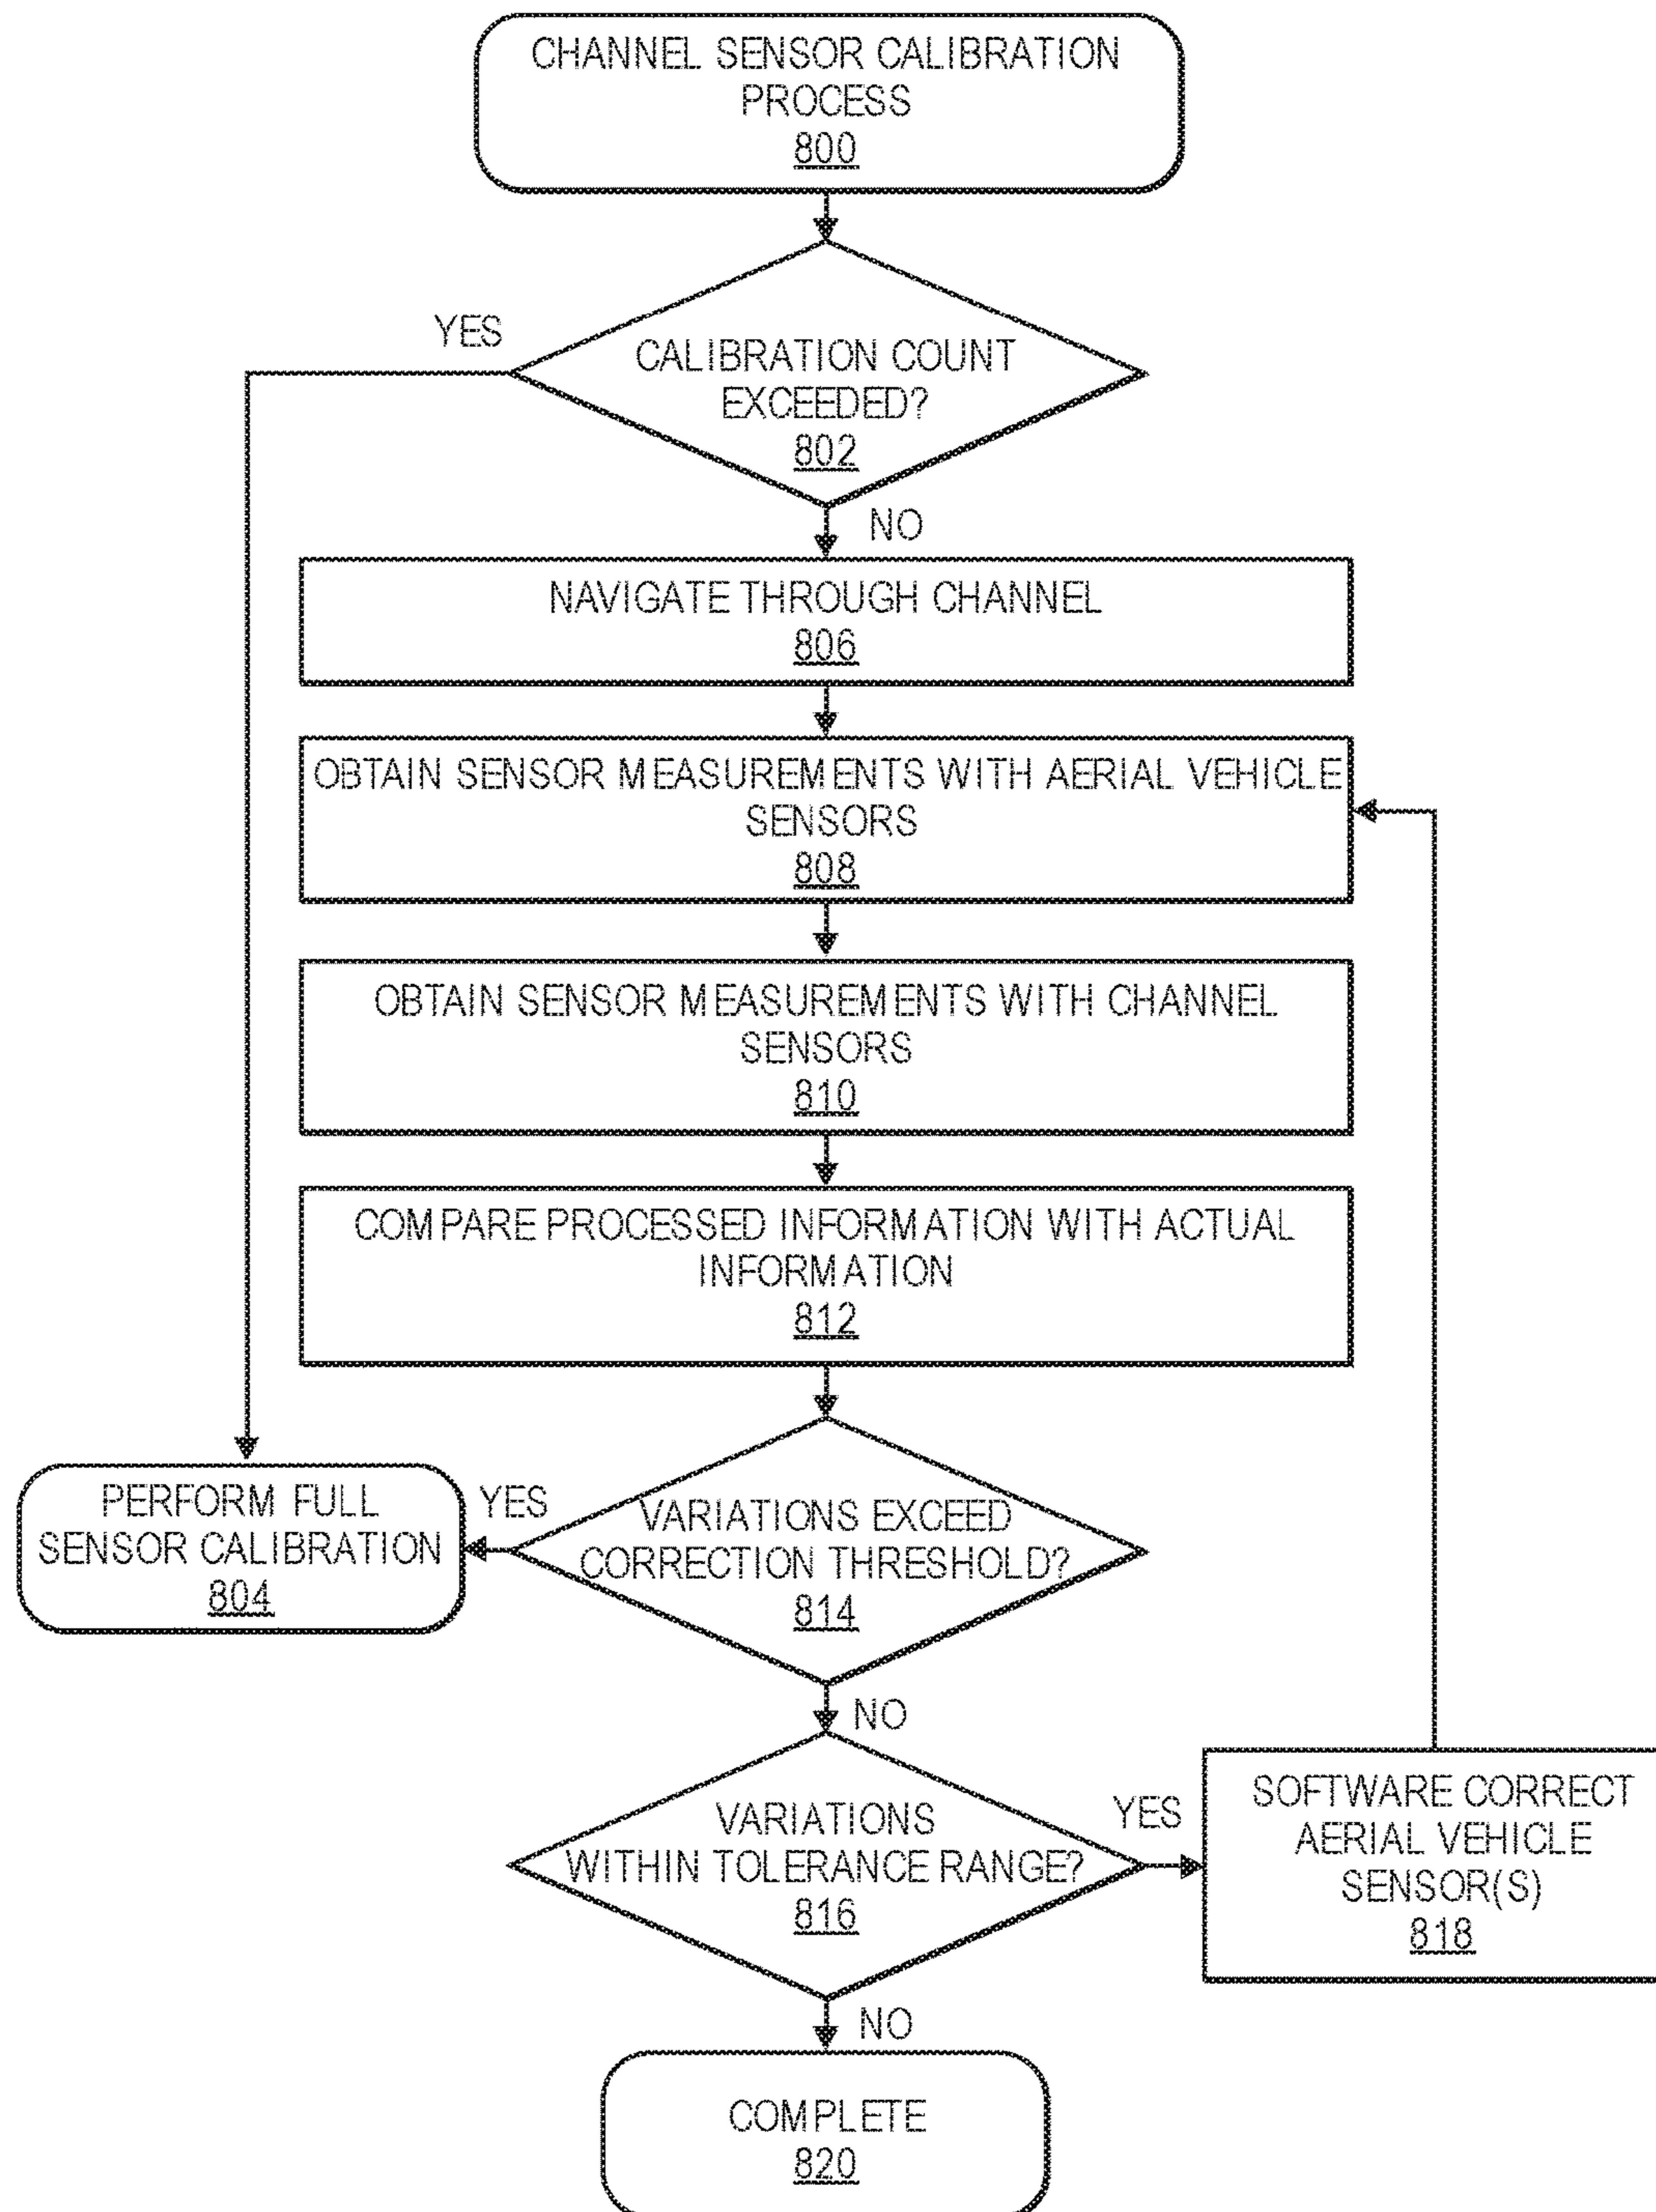 CHANNEL SENSOR CALIBRATION
PROCESS
800
YES
CALIBRATION COUNT
EXCEEDED?
802
NO
NAVIGATE THROUGH CHANNEL
806
OBTAIN SENSOR MEASUREMENTS WITH AERIAL VEHICLE
SENSORS
808
OBTAIN SENSOR MEASUREMENTS WITH CHANNEL
SENSORS
810
COMPARE PROCESSED INFORMATION WITH ACTUAL
INFORMATION
812
PERFORM FULL
SENSOR CALIBRATION
804
YES
VARIATIONS EXCEED
CORRECTION THRESHOLD?
814
NO
VARIATIONS
WITHIN TOLERANCE RANGE?
816
YES
SOFTWARE CORRECT
AERIAL VEHICLE
SENSOR(S)
818
NO
COMPLETE
820